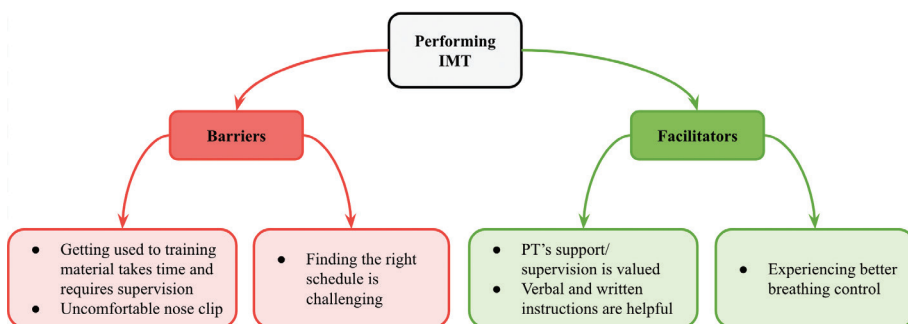 Performing
IMT
Barriers
Facilitators
● Getting used to training
material takes time and
requires supervision
● Uncomfortable nose clip
● Finding the right
schedule is
challenging
● PT's support/
supervision is valued
● Verbal and written
instructions are helpful
● Experiencing better
breathing control